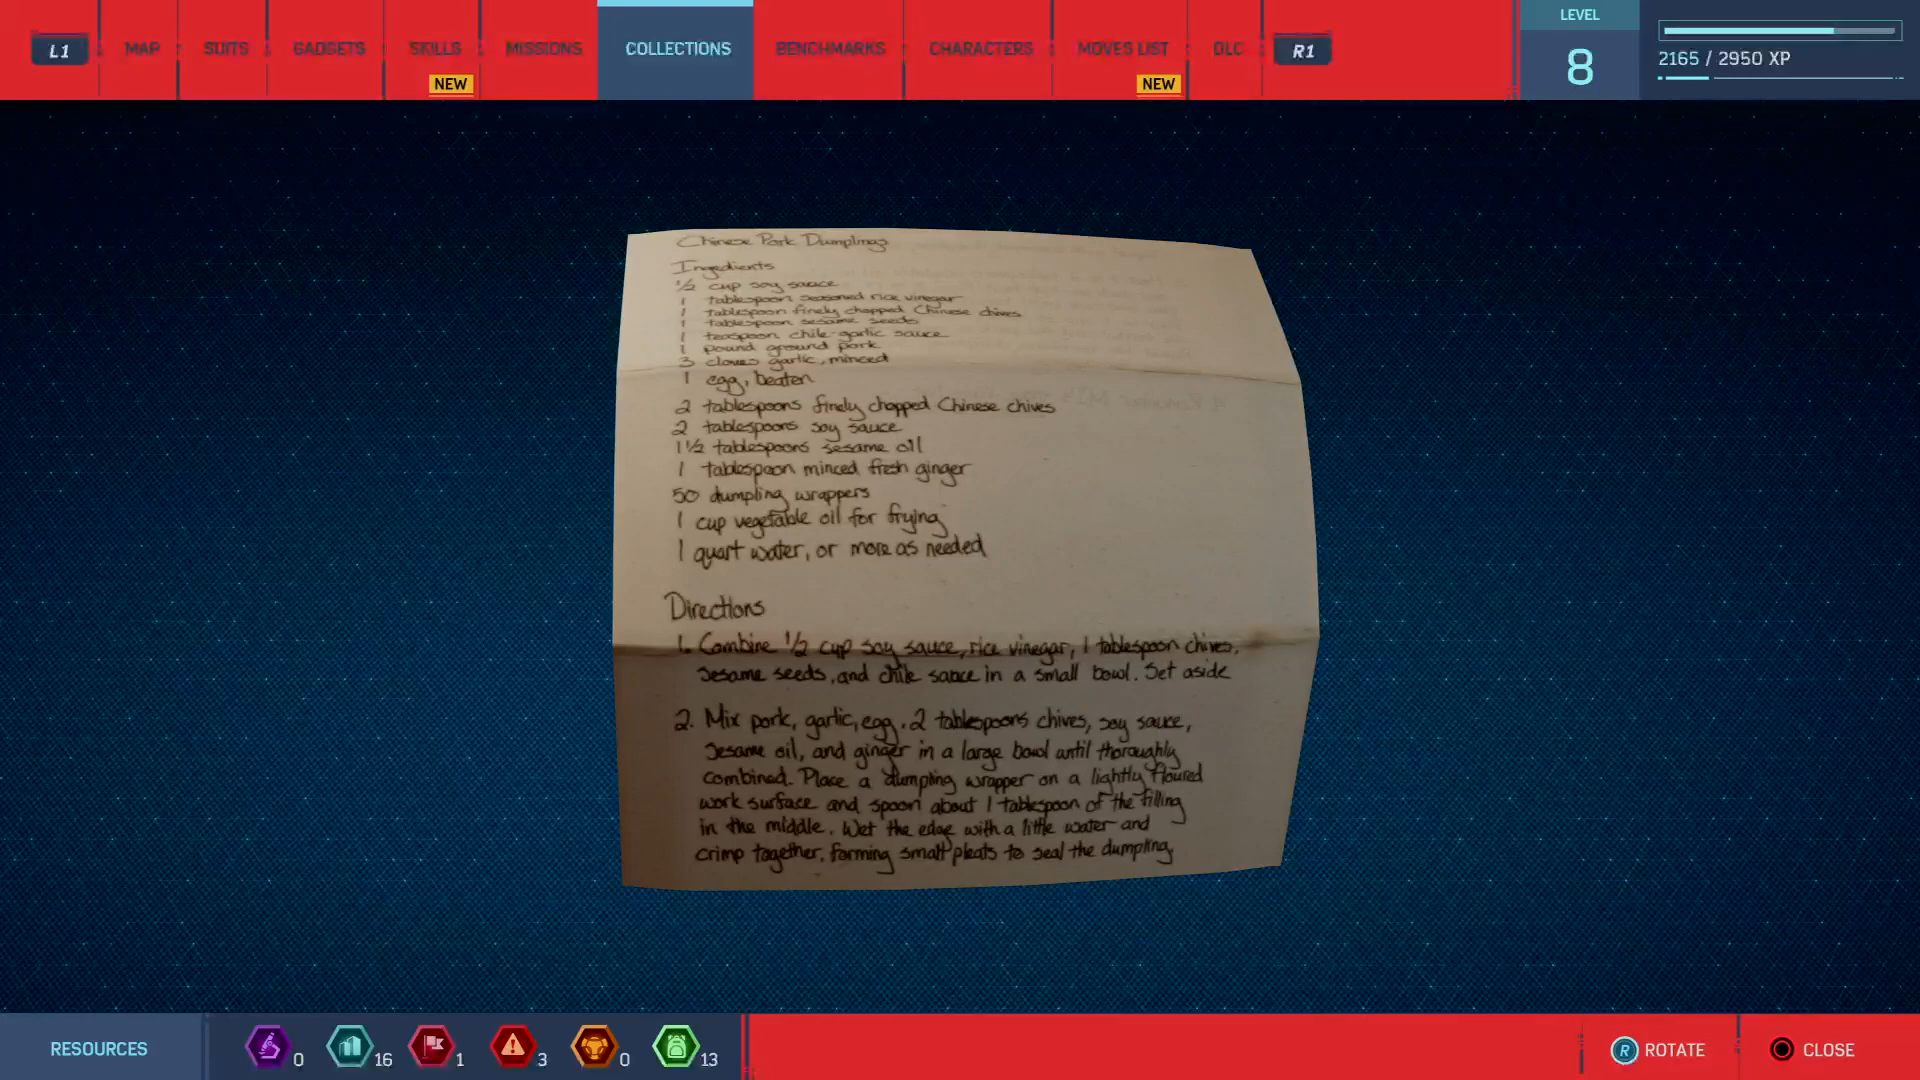 L1 MAP SUITS GADGETS SKILLS MISSIONS COLLECTIONS BENCHMARKS CHARACTERS MOVES LIST DLC R1
NEW NEW
LEVEL
8
2165 / 2950 XP
Chinese Pork Dumplings
Ingredients
1/2 cup soy sauce
1 tablespoon seasoned rice vinegar
1 tablespoon finely chopped Chinese chives
1 tablespoon sesame seeds
1 teaspoon chile-garlic sauce
1 pound ground pork
3 cloves garlic, minced
1 egg, beaten
2 tablespoons finely chopped Chinese chives
2 tablespoons soy sauce
1 1/2 tablespoons sesame oil
1 tablespoon minced fresh ginger
50 dumpling wrappers
1 cup vegetable oil for frying
1 quart water, or more as needed
Directions
1. Combine 1/2 cup soy sauce, rice vinegar, 1 tablespoon chives,
sesame seeds, and chile sauce in a small bowl. Set aside
2. Mix pork, garlic, egg, 2 tablespoons chives, soy sauce,
sesame oil, and ginger in a large bowl until thoroughly
combined. Place a dumpling wrapper on a lightly floured
work surface and spoon about 1 tablespoon of the filling
in the middle. Wet the edge with a little water and
crimp together, forming small pleats to seal the dumpling.
RESOURCES 0 16 1 3 0 13 R ROTATE CLOSE